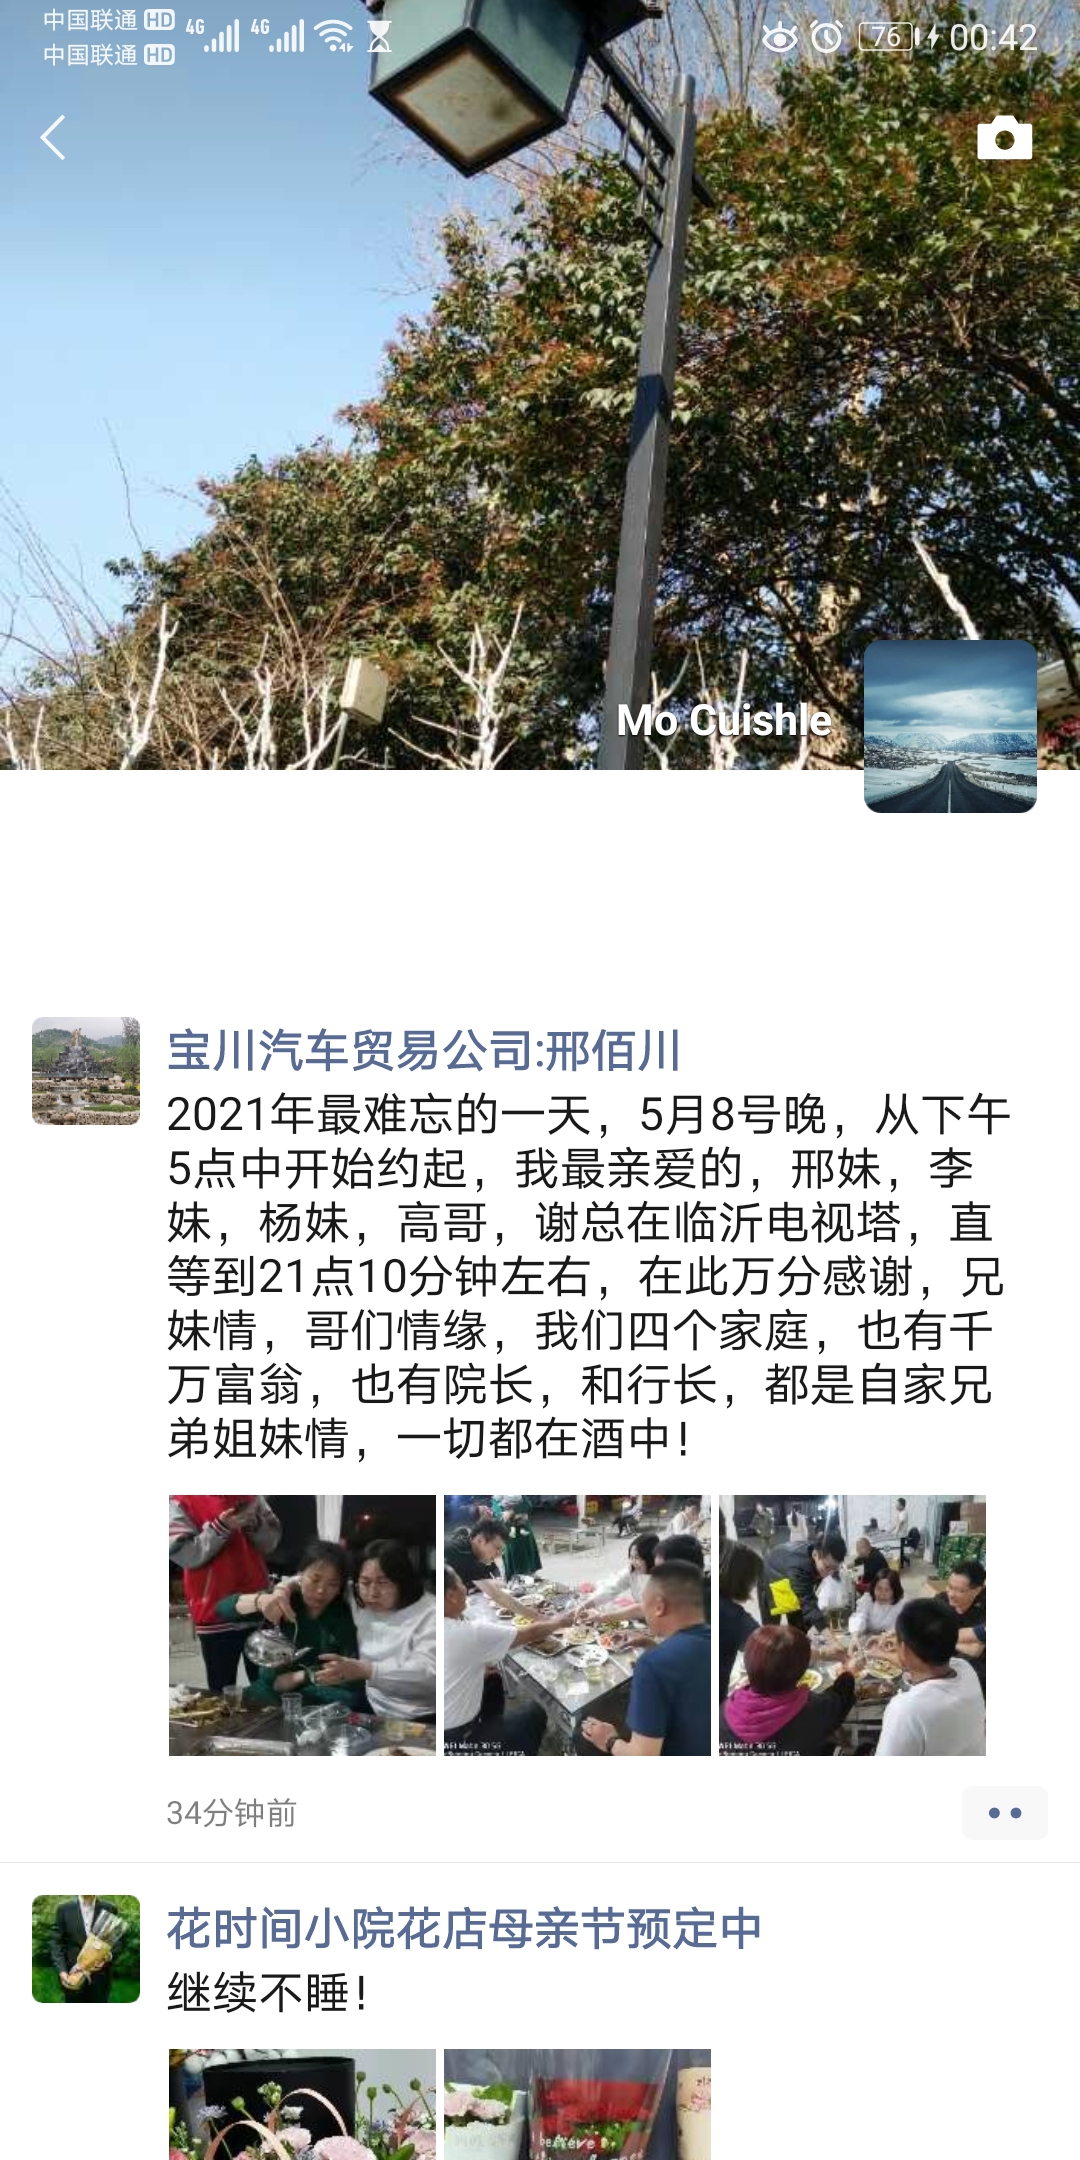 中国联通 HD 4G 4G 76 00:42
中国联通 HD
Mo Cuishle
宝川汽车贸易公司:邢佰川
2021年最难忘的一天，5月8号晚，从下午
5点中开始约起，我最亲爱的，邢妹，李
妹，杨妹，高哥，谢总在临沂电视塔，直
等到21点10分钟左右，在此万分感谢，兄
妹情，哥们情缘，我们四个家庭，也有千
万富翁，也有院长，和行长，都是自家兄
弟姐妹情，一切都在酒中！
34分钟前
花时间小院花店母亲节预定中
继续不睡！
believe